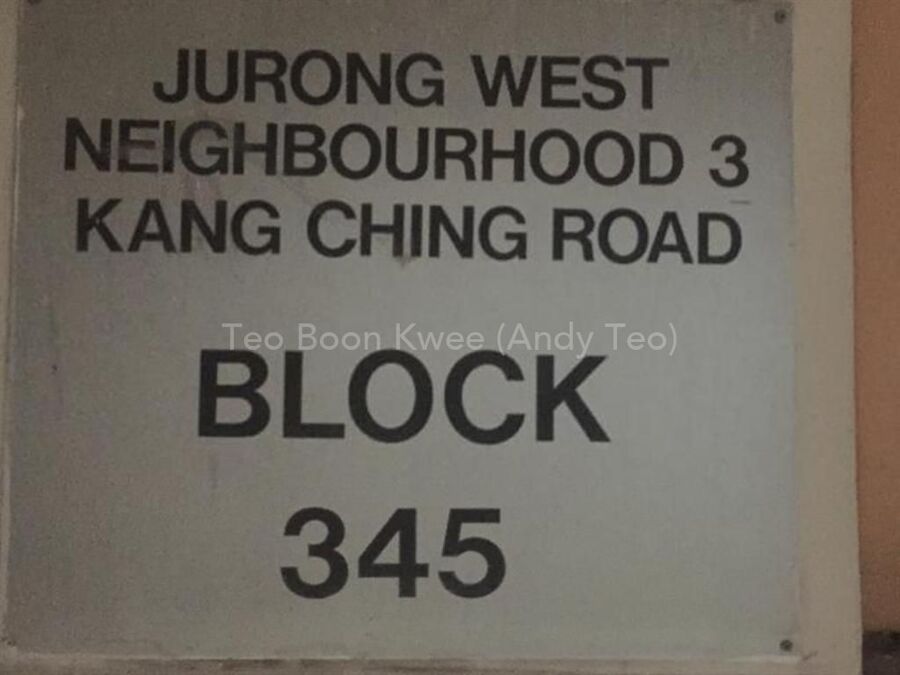 JURONG WEST
NEIGHBOURHOOD 3
KANG CHING ROAD
Teo Boon Kwee (Andy Teo)
BLOCK
345